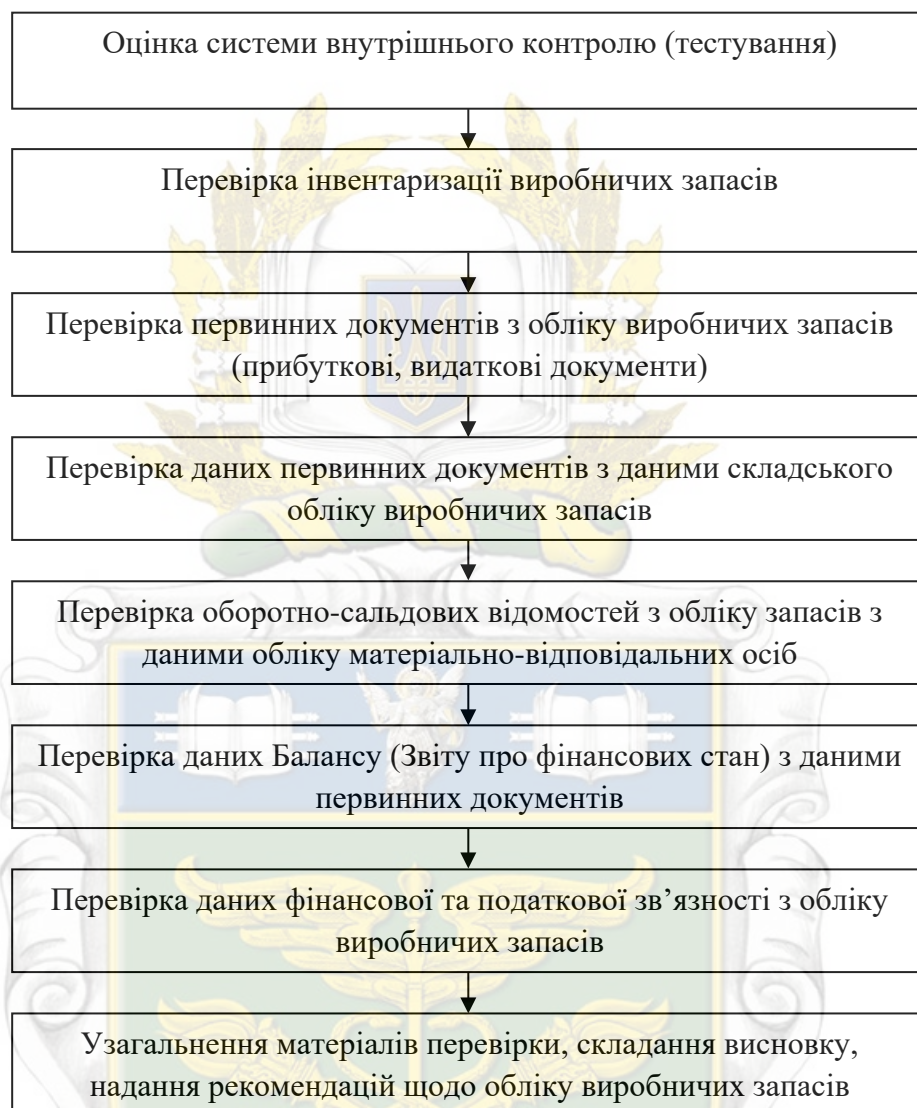 Оцінка системи внутрішнього контролю (тестування)
Перевірка інвентаризації виробничих запасів
Перевірка первинних документів з обліку виробничих запасів
(прибуткові, видаткові документи)
Перевірка даних первинних документів з даними складського
обліку виробничих запасів
Перевірка оборотно-сальдових відомостей з обліку запасів з
даними обліку матеріально-відповідальних осіб
Перевірка даних Балансу (Звіту про фінансових стан) з даними
первинних документів
Перевірка даних фінансової та податкової зв’язності з обліку
виробничих запасів
Узагальнення матеріалів перевірки, складання висновку,
надання рекомендацій щодо обліку виробничих запасів